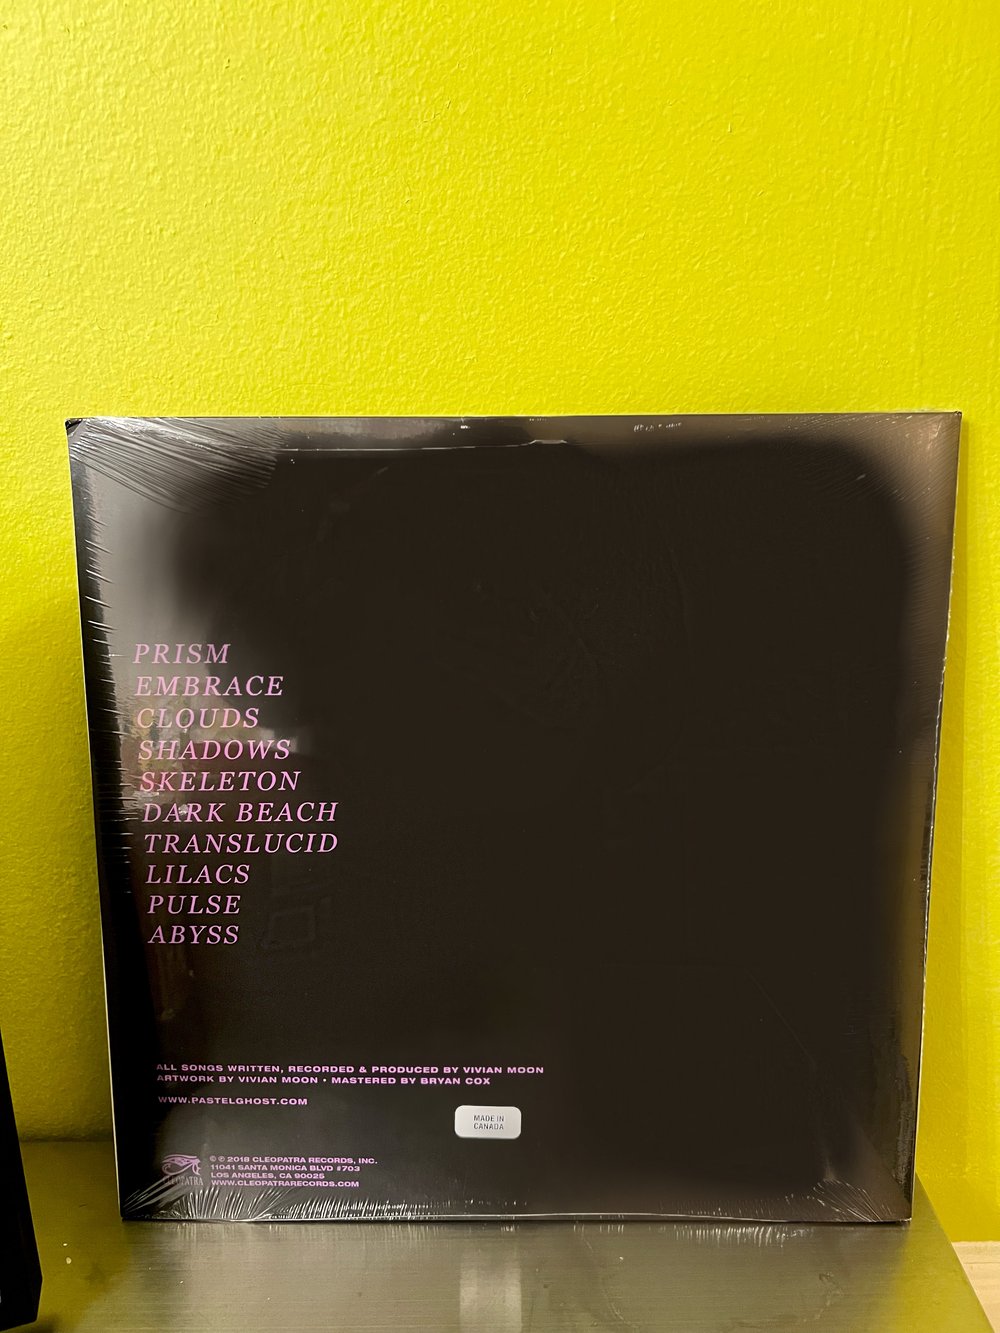 PRISM
EMBRACE
CLOUDS
SHADOWS
SKELETON
DARK BEACH
TRANSLUCID
LILACS
PULSE
ABYSS
ALL SONGS WRITTEN, RECORDED & PRODUCED BY VIVIAN MOON
ARTWORK BY VIVIAN MOON • MASTERED BY BRYAN COX
WWW.PASTELGHOST.COM
MADE IN
CANADA
CLEOPATRA
© ℗ 2018 CLEOPATRA RECORDS, INC.
11041 SANTA MONICA BLVD #703
LOS ANGELES, CA 90025
WWW.CLEOPATRARECORDS.COM